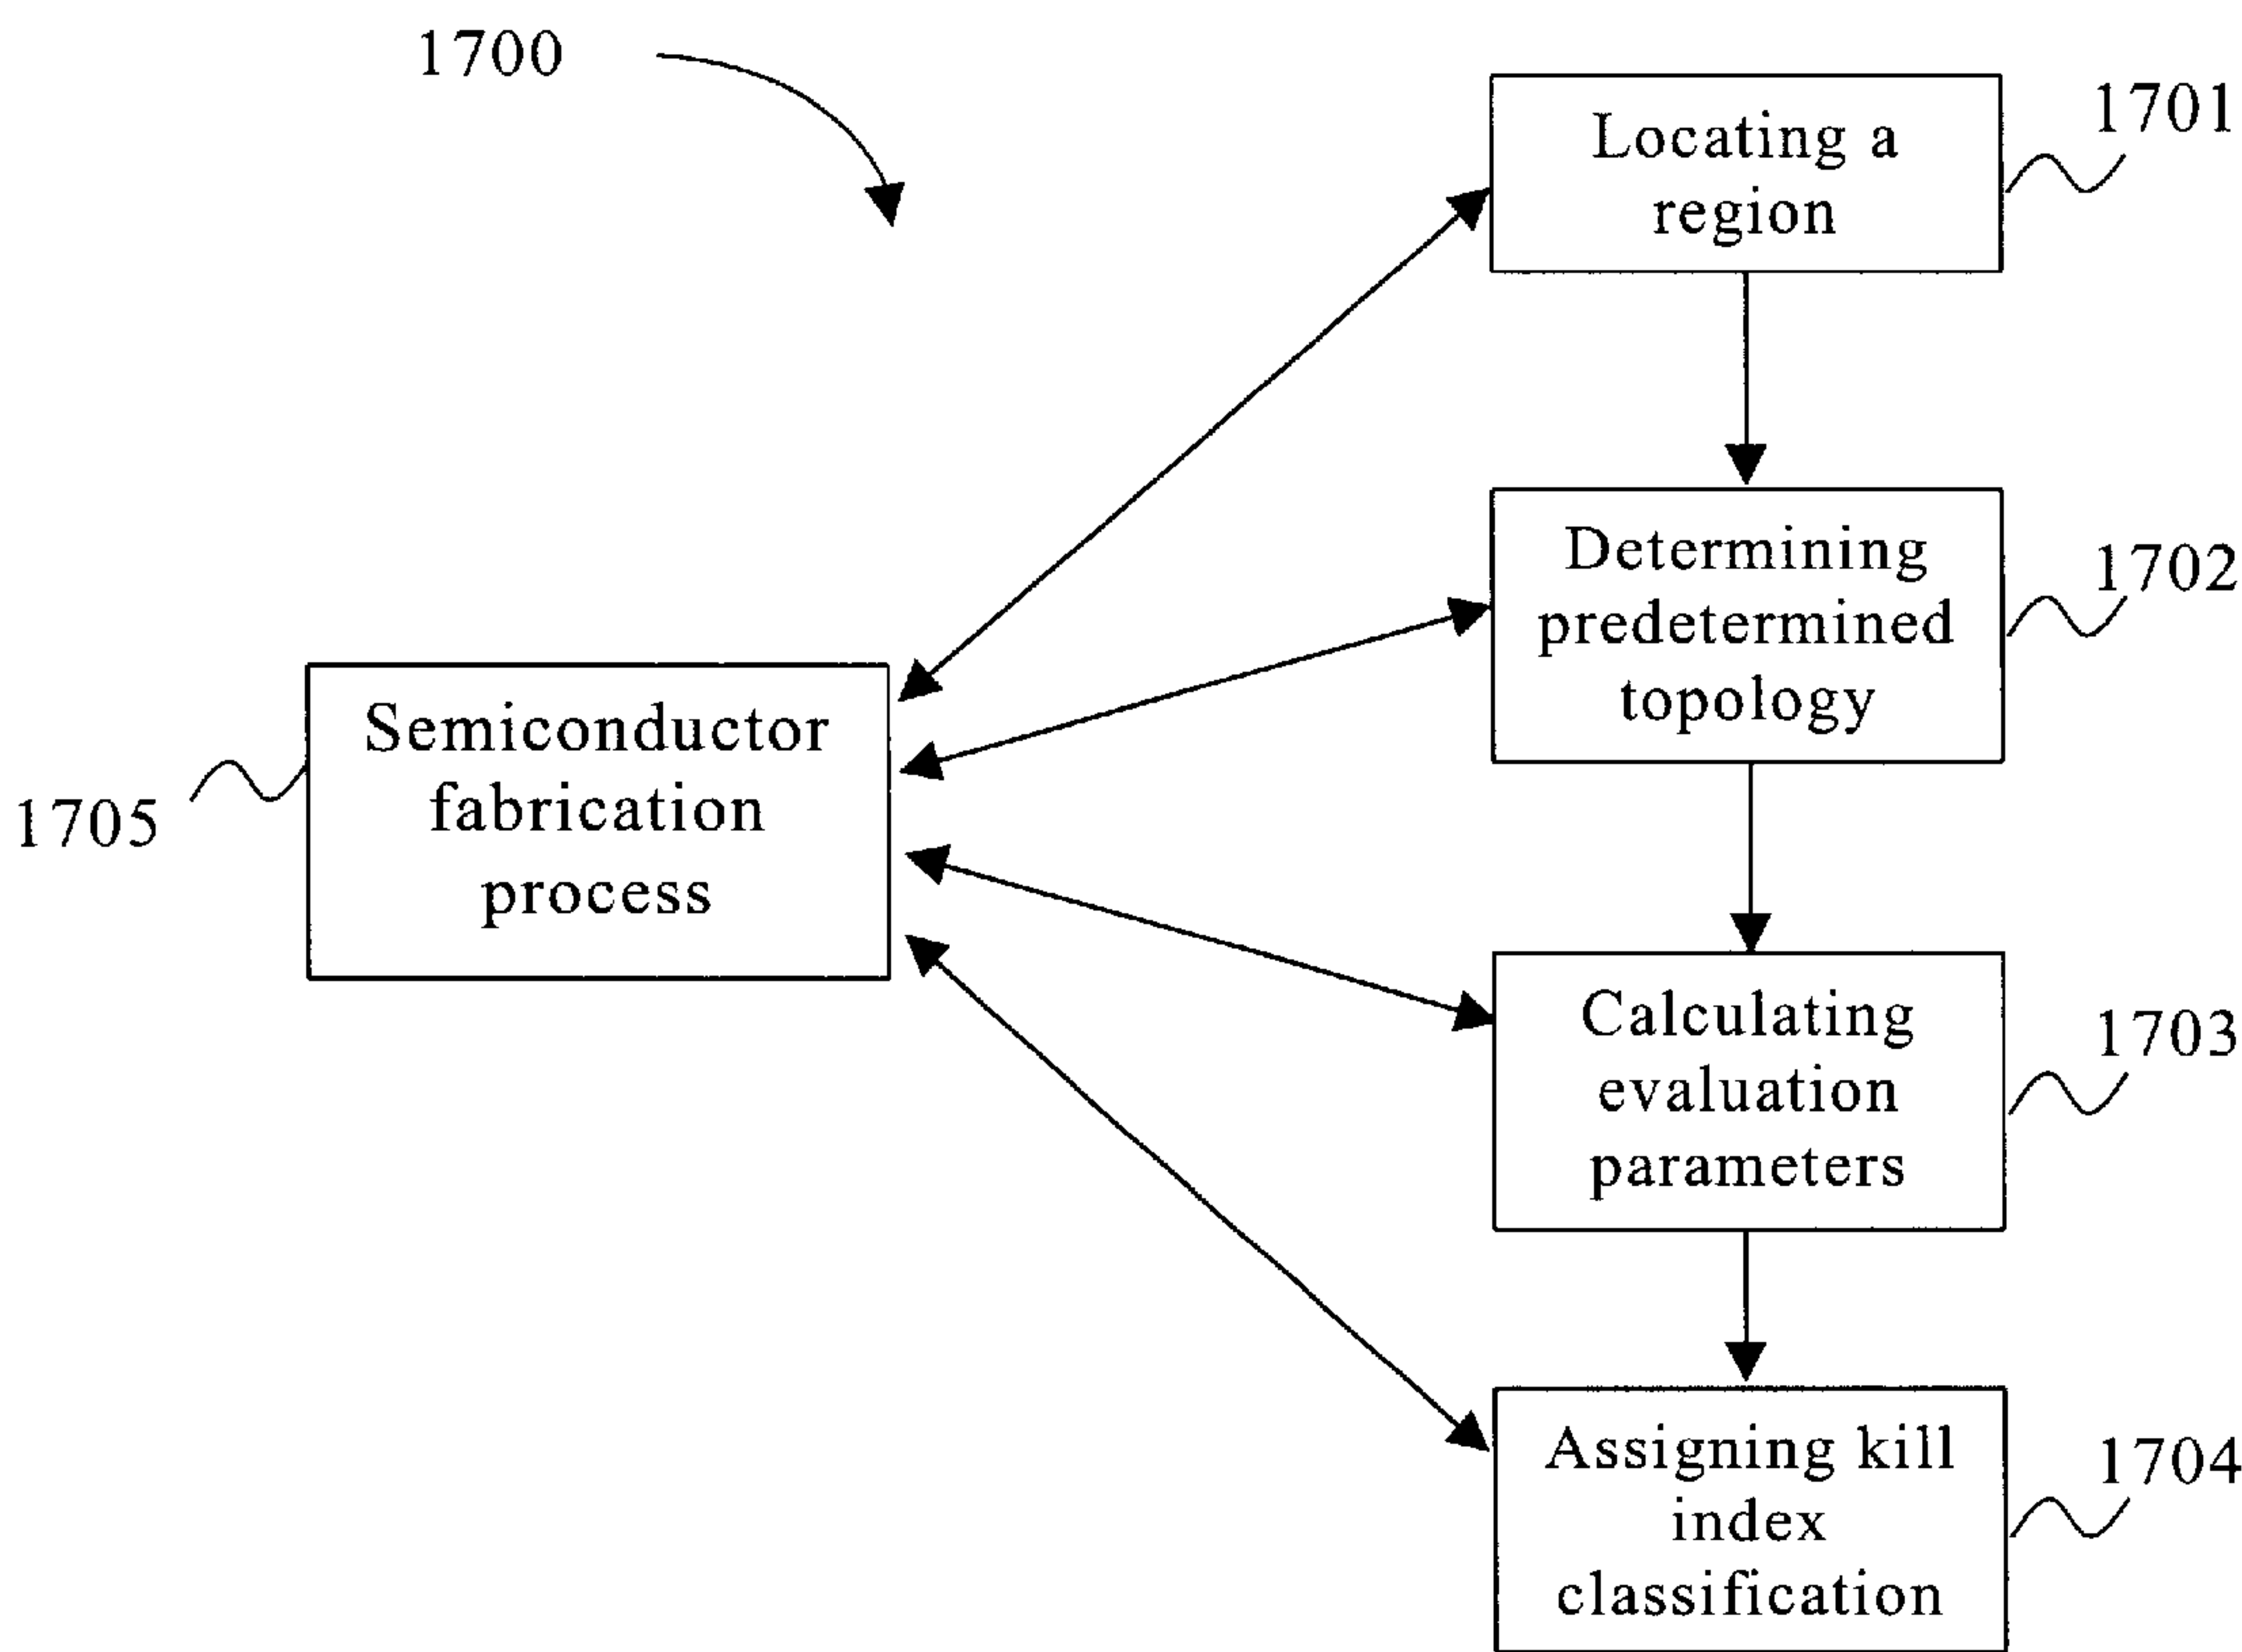 1700
Locating a
region
1701
Determining
predetermined
topology
1702
Semiconductor
fabrication
process
1705
Calculating
evaluation
parameters
1703
Assigning kill
index
classification
1704